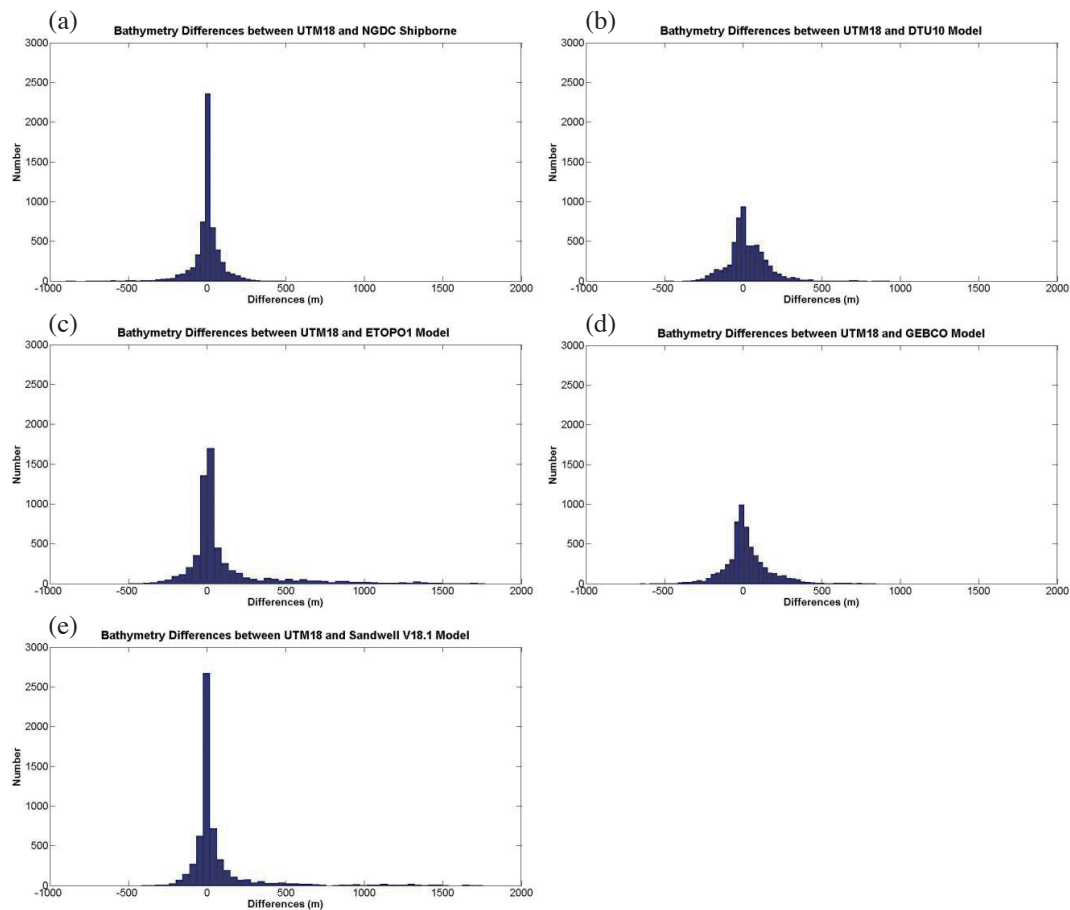 (a)
Bathymetry Differences between UTM18 and NGDC Shipborne
3000
2500
2000
1500
1000
500
0
Number
-1000 -500 0 500 1000 1500 2000
Differences (m)
(b)
Bathymetry Differences between UTM18 and DTU10 Model
3000
2500
2000
1500
1000
500
0
Number
-1000 -500 0 500 1000 1500 2000
Differences (m)
(c)
Bathymetry Differences between UTM18 and ETOPO1 Model
3000
2500
2000
1500
1000
500
0
Number
-1000 -500 0 500 1000 1500 2000
Differences (m)
(d)
Bathymetry Differences between UTM18 and GEBCO Model
3000
2500
2000
1500
1000
500
0
Number
-1000 -500 0 500 1000 1500 2000
Differences (m)
(e)
Bathymetry Differences between UTM18 and Sandwell V18.1 Model
3000
2500
2000
1500
1000
500
0
Number
-1000 -500 0 500 1000 1500 2000
Differences (m)